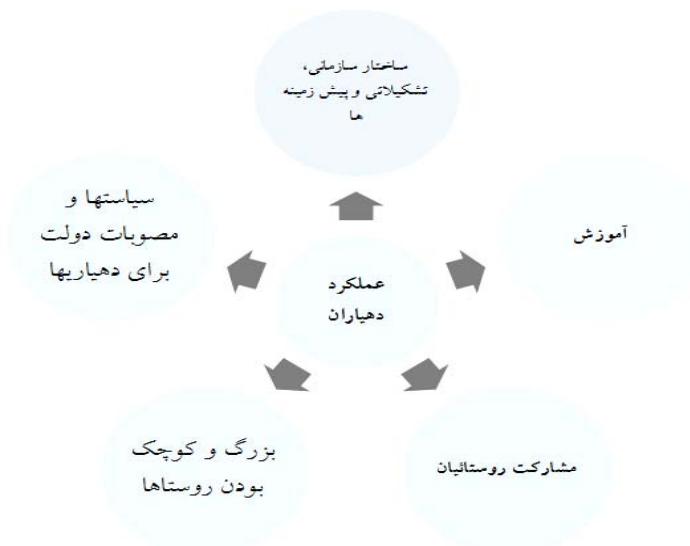 ساختار سازمانی،
تشکیلاتی و پیش زمینه
ها
آموزش
سیاستها و
مصوبات دولت
برای دهیاریها
عملکرد
دهیاران
مشارکت روستائیان
بزرگ و کوچک
بودن روستاها